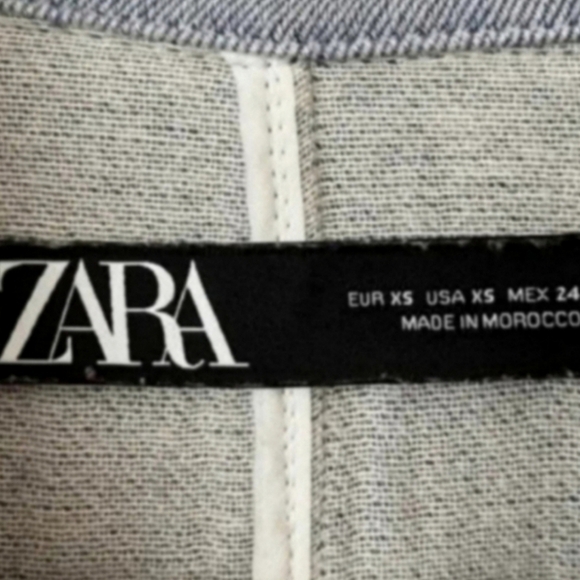 ZARA
EUR XS USA XS MEX 24
MADE IN MOROCCO